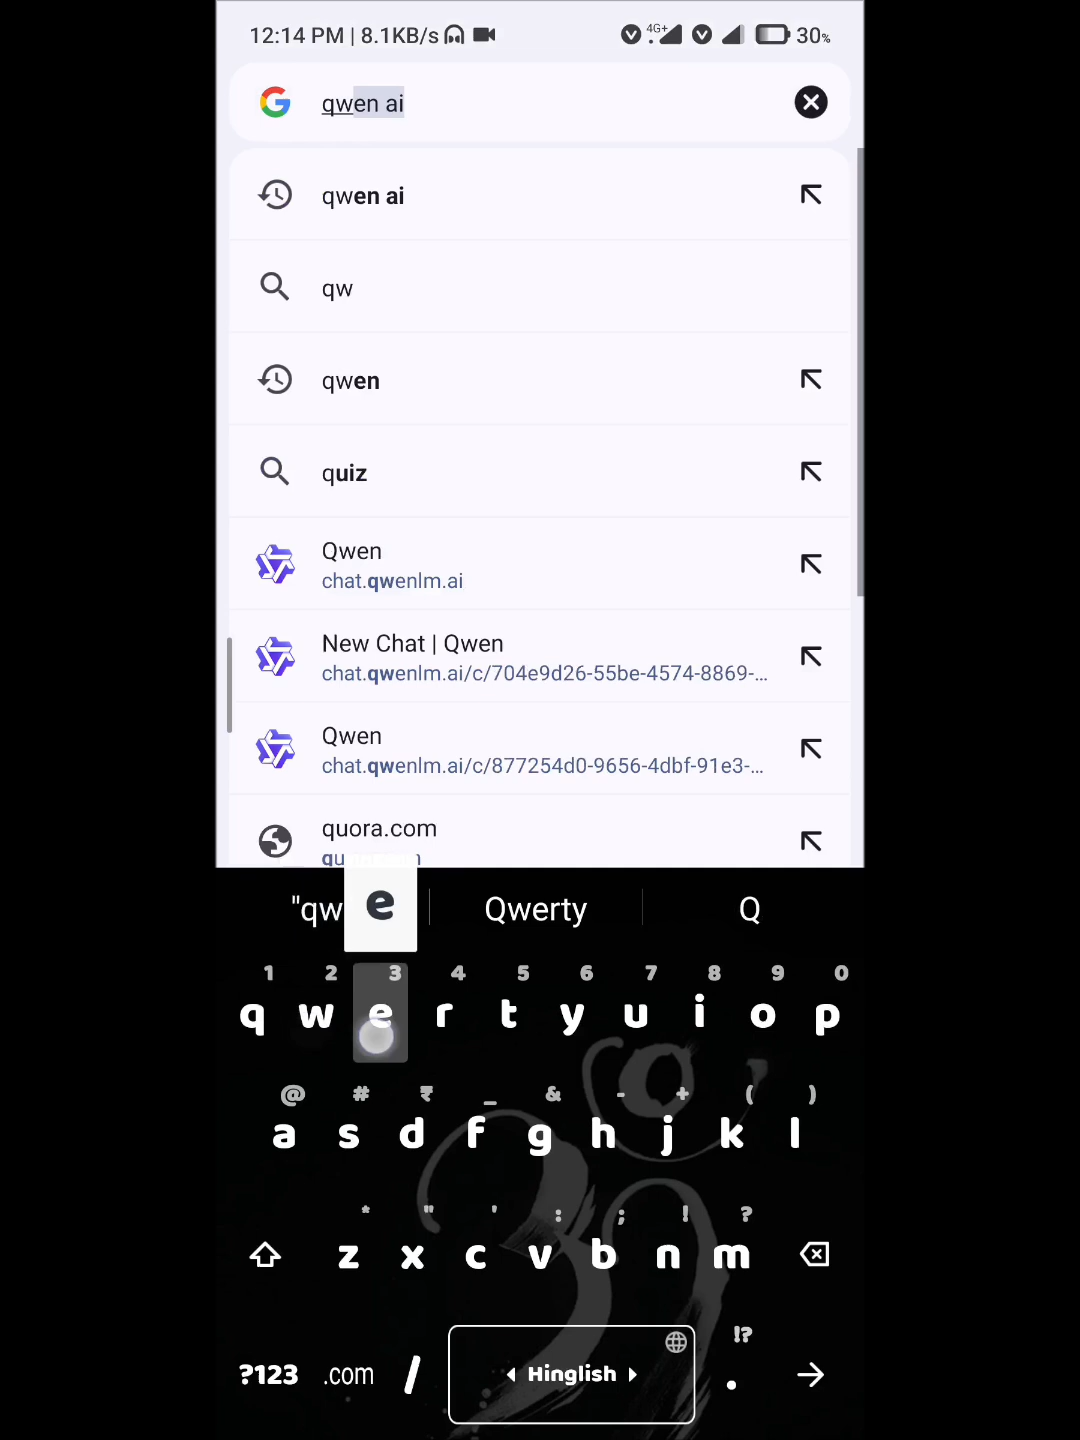 12:14 PM | 8.1KB/s 4G+ 30%
qwen ai
qwen ai
qw
qwen
quiz
Qwen
chat.qwenlm.ai
New Chat | Qwen
chat.qwenlm.ai/c/704e9d26-55be-4574-8869-...
Qwen
chat.qwenlm.ai/c/877254d0-9656-4dbf-91e3-...
quora.com
"qw e Qwerty Q
1 2 3 4 5 6 7 8 9 0
q w e r t y u i o p
@ # ₹ _ & - + ( )
a s d f g h j k l
* " ' : ; ! ?
z x c v b n m
!?
?123 .com / Hinglish .